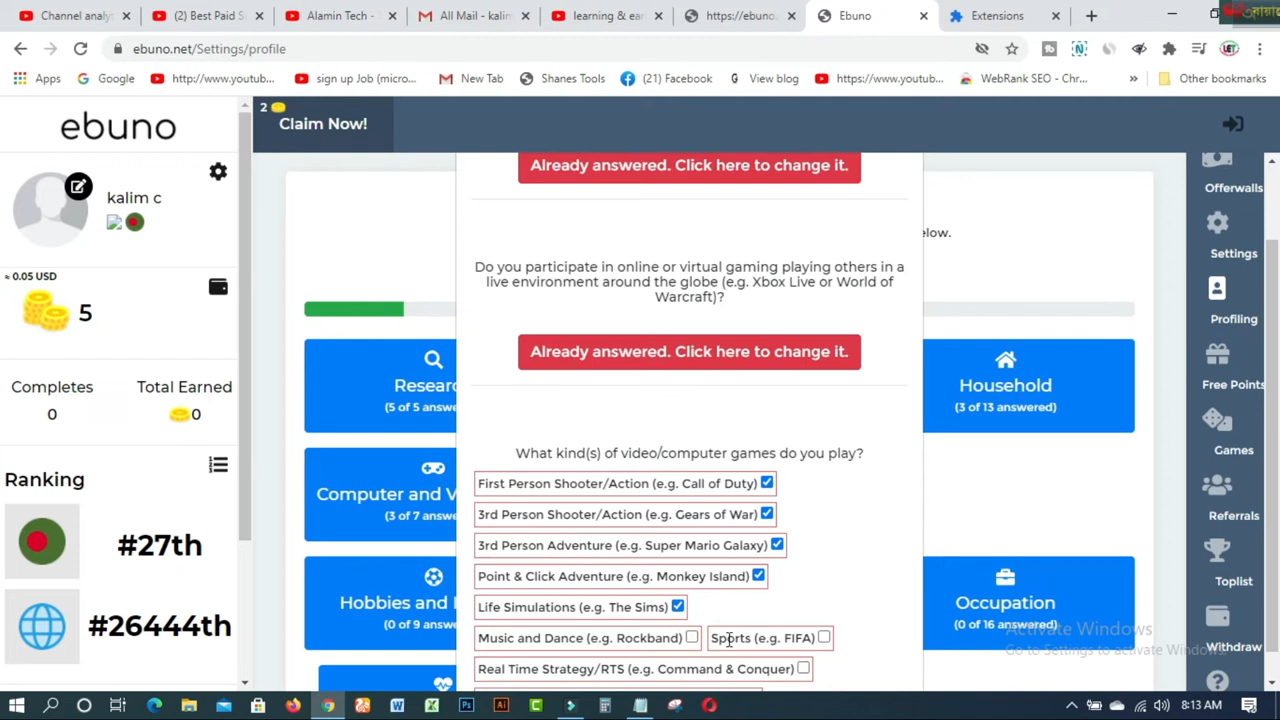 Channel analyt
(2) Best Paid S
Alamin Tech - Y
All Mail - kalim
learning & ear
https://ebuno.
Ebuno
Extensions
ebuno.net/Settings/profile
Apps
Google
http://www.youtub...
sign up Job (micro...
New Tab
Shanes Tools
(21) Facebook
View blog
https://www.youtub...
WebRank SEO - Chr...
Other bookmarks
ebuno
2
Claim Now!
kalim c
≈ 0.05 USD
5
Completes
Total Earned
0
0
Ranking
#27th
#26444th
Already answered. Click here to change it.
elow.
Do you participate in online or virtual gaming playing others in a
live environment around the globe (e.g. Xbox Live or World of
Warcraft)?
Already answered. Click here to change it.
What kind(s) of video/computer games do you play?
First Person Shooter/Action (e.g. Call of Duty)
3rd Person Shooter/Action (e.g. Gears of War)
3rd Person Adventure (e.g. Super Mario Galaxy)
Point & Click Adventure (e.g. Monkey Island)
Life Simulations (e.g. The Sims)
Music and Dance (e.g. Rockband)
Sports (e.g. FIFA)
Real Time Strategy/RTS (e.g. Command & Conquer)
Resear
(5 of 5 answe
Computer and V
(3 of 7 answe
Hobbies and I
(0 of 9 answe
Household
(3 of 13 answered)
Occupation
(0 of 16 answered)
Offerwalls
Settings
Profiling
Free Points
Games
Referrals
Toplist
Withdraw
Activate Windows
Go to Settings to activate Windows.
8:13 AM